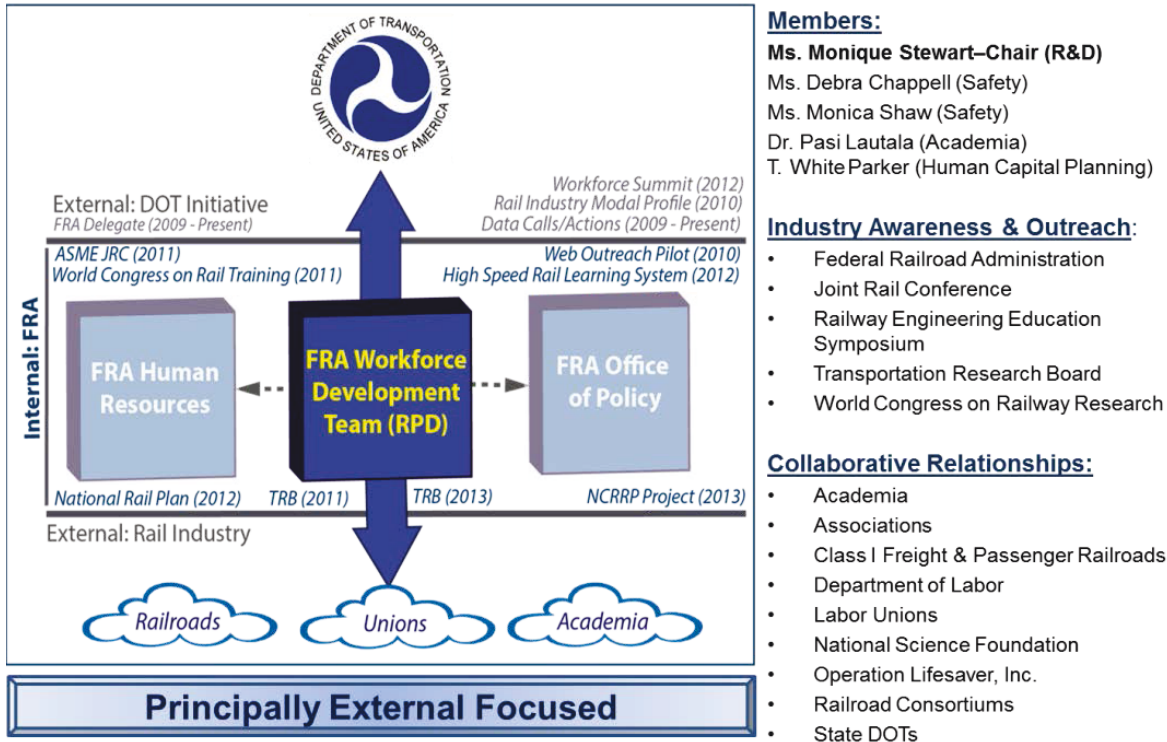 DEPARTMENT OF TRANSPORTATION
UNITED STATES OF AMERICA
External: DOT Initiative
FRA Delegate (2009 - Present)
Workforce Summit (2012)
Rail Industry Modal Profile (2010)
Data Calls/Actions (2009 - Present)
Internal: FRA
ASME JRC (2011)
World Congress on Rail Training (2011)
Web Outreach Pilot (2010)
High Speed Rail Learning System (2012)
FRA Human
Resources
FRA Workforce
Development
Team (RPD)
FRA Office
of Policy
National Rail Plan (2012)
TRB (2011)
TRB (2013)
NCRRP Project (2013)
External: Rail Industry
Railroads
Unions
Academia
Principally External Focused
Members:
Ms. Monique Stewart–Chair (R&D)
Ms. Debra Chappell (Safety)
Ms. Monica Shaw (Safety)
Dr. Pasi Lautala (Academia)
T. White Parker (Human Capital Planning)
Industry Awareness & Outreach:
• Federal Railroad Administration
• Joint Rail Conference
• Railway Engineering Education
Symposium
• Transportation Research Board
• World Congress on Railway Research
Collaborative Relationships:
• Academia
• Associations
• Class I Freight & Passenger Railroads
• Department of Labor
• Labor Unions
• National Science Foundation
• Operation Lifesaver, Inc.
• Railroad Consortiums
• State DOTs